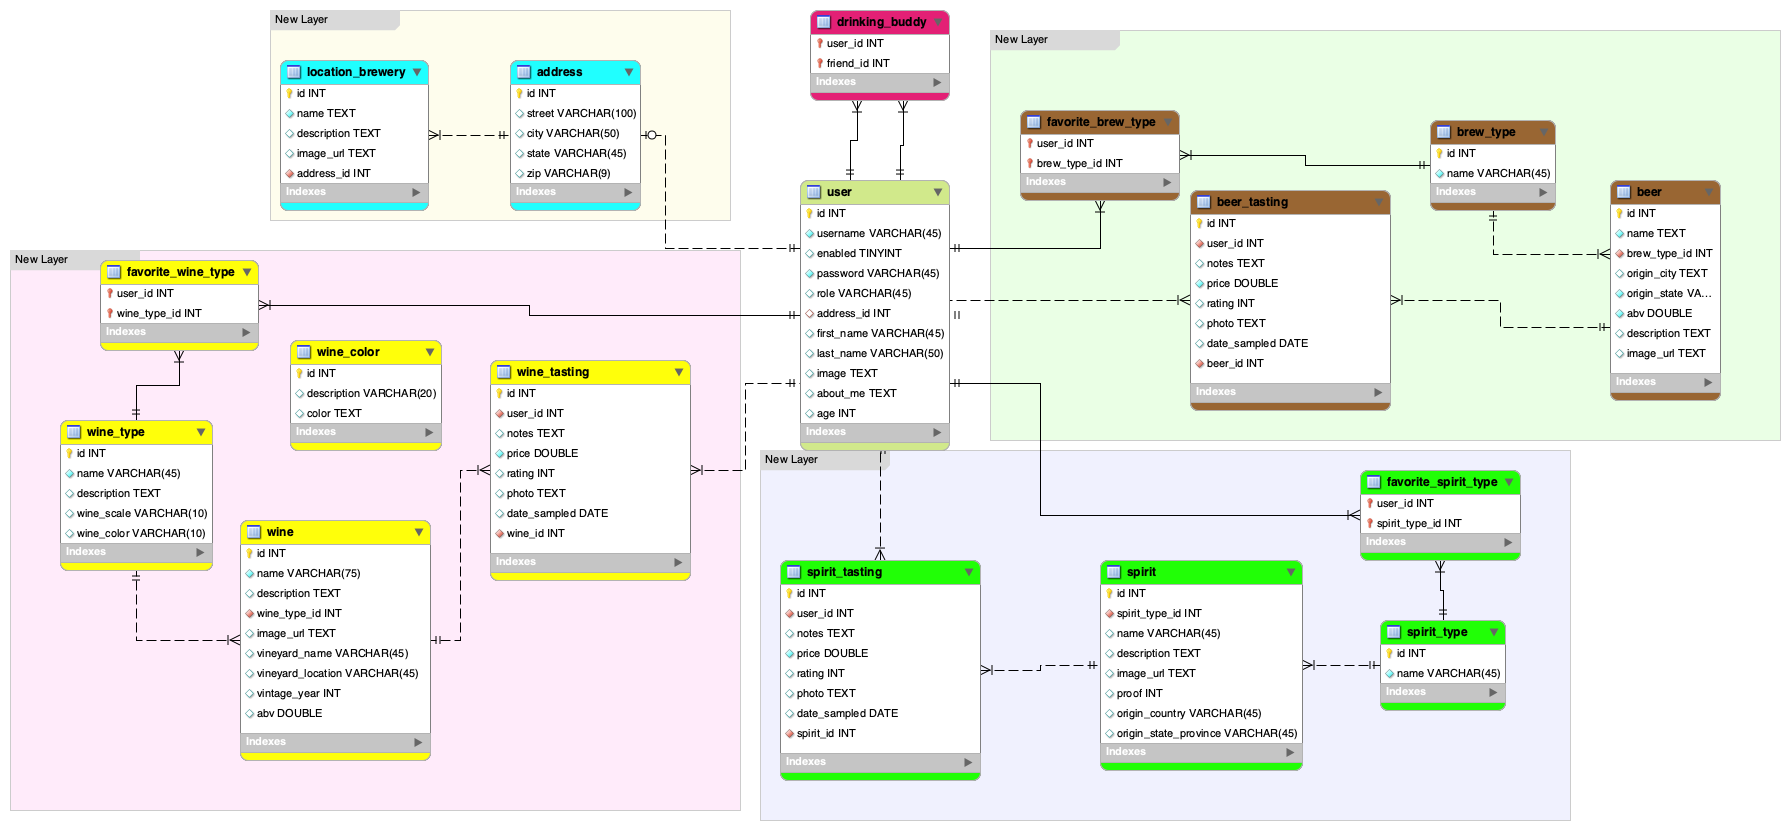 New Layer
location_brewery
id INT
name TEXT
description TEXT
image_url TEXT
address_id INT
Indexes
address
id INT
street VARCHAR(100)
city VARCHAR(50)
state VARCHAR(45)
zip VARCHAR(9)
Indexes
drinking_buddy
user_id INT
friend_id INT
Indexes
user
id INT
username VARCHAR(45)
enabled TINYINT
password VARCHAR(45)
role VARCHAR(45)
address_id INT
first_name VARCHAR(45)
last_name VARCHAR(50)
image TEXT
about_me TEXT
age INT
Indexes
New Layer
favorite_brew_type
user_id INT
brew_type_id INT
Indexes
brew_type
id INT
name VARCHAR(45)
Indexes
beer_tasting
id INT
user_id INT
notes TEXT
price DOUBLE
rating INT
photo TEXT
date_sampled DATE
beer_id INT
Indexes
beer
id INT
name TEXT
brew_type_id INT
origin_city TEXT
origin_state VA...
abv DOUBLE
description TEXT
image_url TEXT
Indexes
New Layer
favorite_wine_type
user_id INT
wine_type_id INT
Indexes
wine_color
id INT
description VARCHAR(20)
color TEXT
Indexes
wine_tasting
id INT
user_id INT
notes TEXT
price DOUBLE
rating INT
photo TEXT
date_sampled DATE
wine_id INT
Indexes
wine_type
id INT
name VARCHAR(45)
description TEXT
wine_scale VARCHAR(10)
wine_color VARCHAR(10)
Indexes
wine
id INT
name VARCHAR(75)
description TEXT
wine_type_id INT
image_url TEXT
vineyard_name VARCHAR(45)
vineyard_location VARCHAR(45)
vintage_year INT
abv DOUBLE
Indexes
New Layer
favorite_spirit_type
user_id INT
spirit_type_id INT
Indexes
spirit_tasting
id INT
user_id INT
notes TEXT
price DOUBLE
rating INT
photo TEXT
date_sampled DATE
spirit_id INT
Indexes
spirit
id INT
spirit_type_id INT
name VARCHAR(45)
description TEXT
image_url TEXT
proof INT
origin_country VARCHAR(45)
origin_state_province VARCHAR(45)
Indexes
spirit_type
id INT
name VARCHAR(45)
Indexes